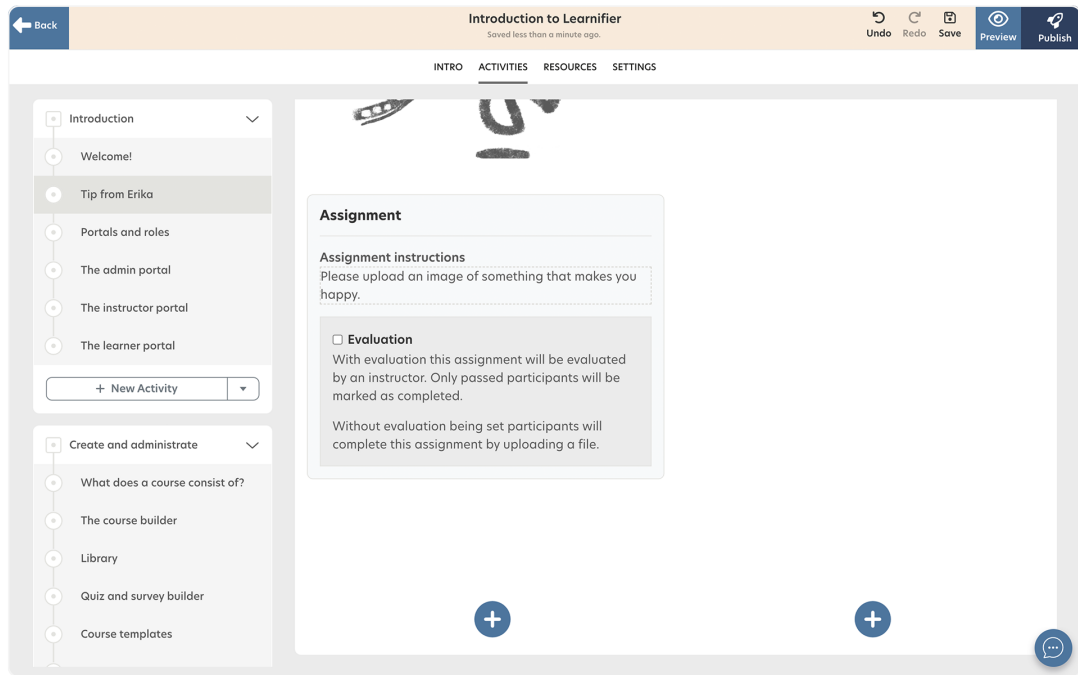 Back
Introduction to Learnifier
Saved less than a minute ago.
Undo
Redo
Save
Preview
Publish
INTRO
ACTIVITIES
RESOURCES
SETTINGS
Introduction
Welcome!
Tip from Erika
Portals and roles
The admin portal
The instructor portal
The learner portal
+ New Activity
Create and administrate
What does a course consist of?
The course builder
Library
Quiz and survey builder
Course templates
Assignment
Assignment instructions
Please upload an image of something that makes you
happy.
Evaluation
With evaluation this assignment will be evaluated
by an instructor. Only passed participants will be
marked as completed.
Without evaluation being set participants will
complete this assignment by uploading a file.